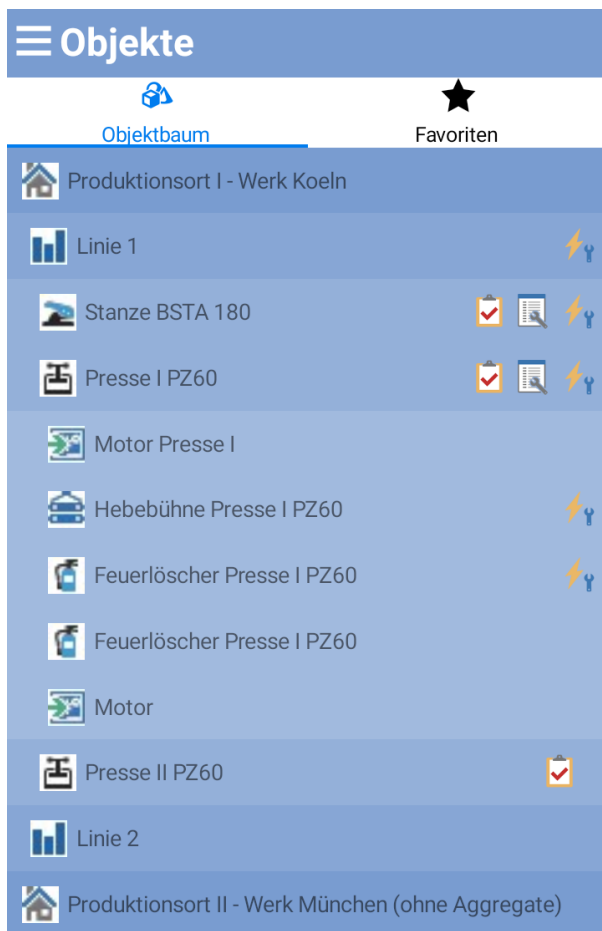 Objekte
Objektbaum
Favoriten
Produktionsort I - Werk Koeln
Linie 1
Stanze BSTA 180
Presse I PZ60
Motor Presse I
Hebebühne Presse I PZ60
Feuerlöscher Presse I PZ60
Feuerlöscher Presse I PZ60
Motor
Presse II PZ60
Linie 2
Produktionsort II - Werk München (ohne Aggregate)